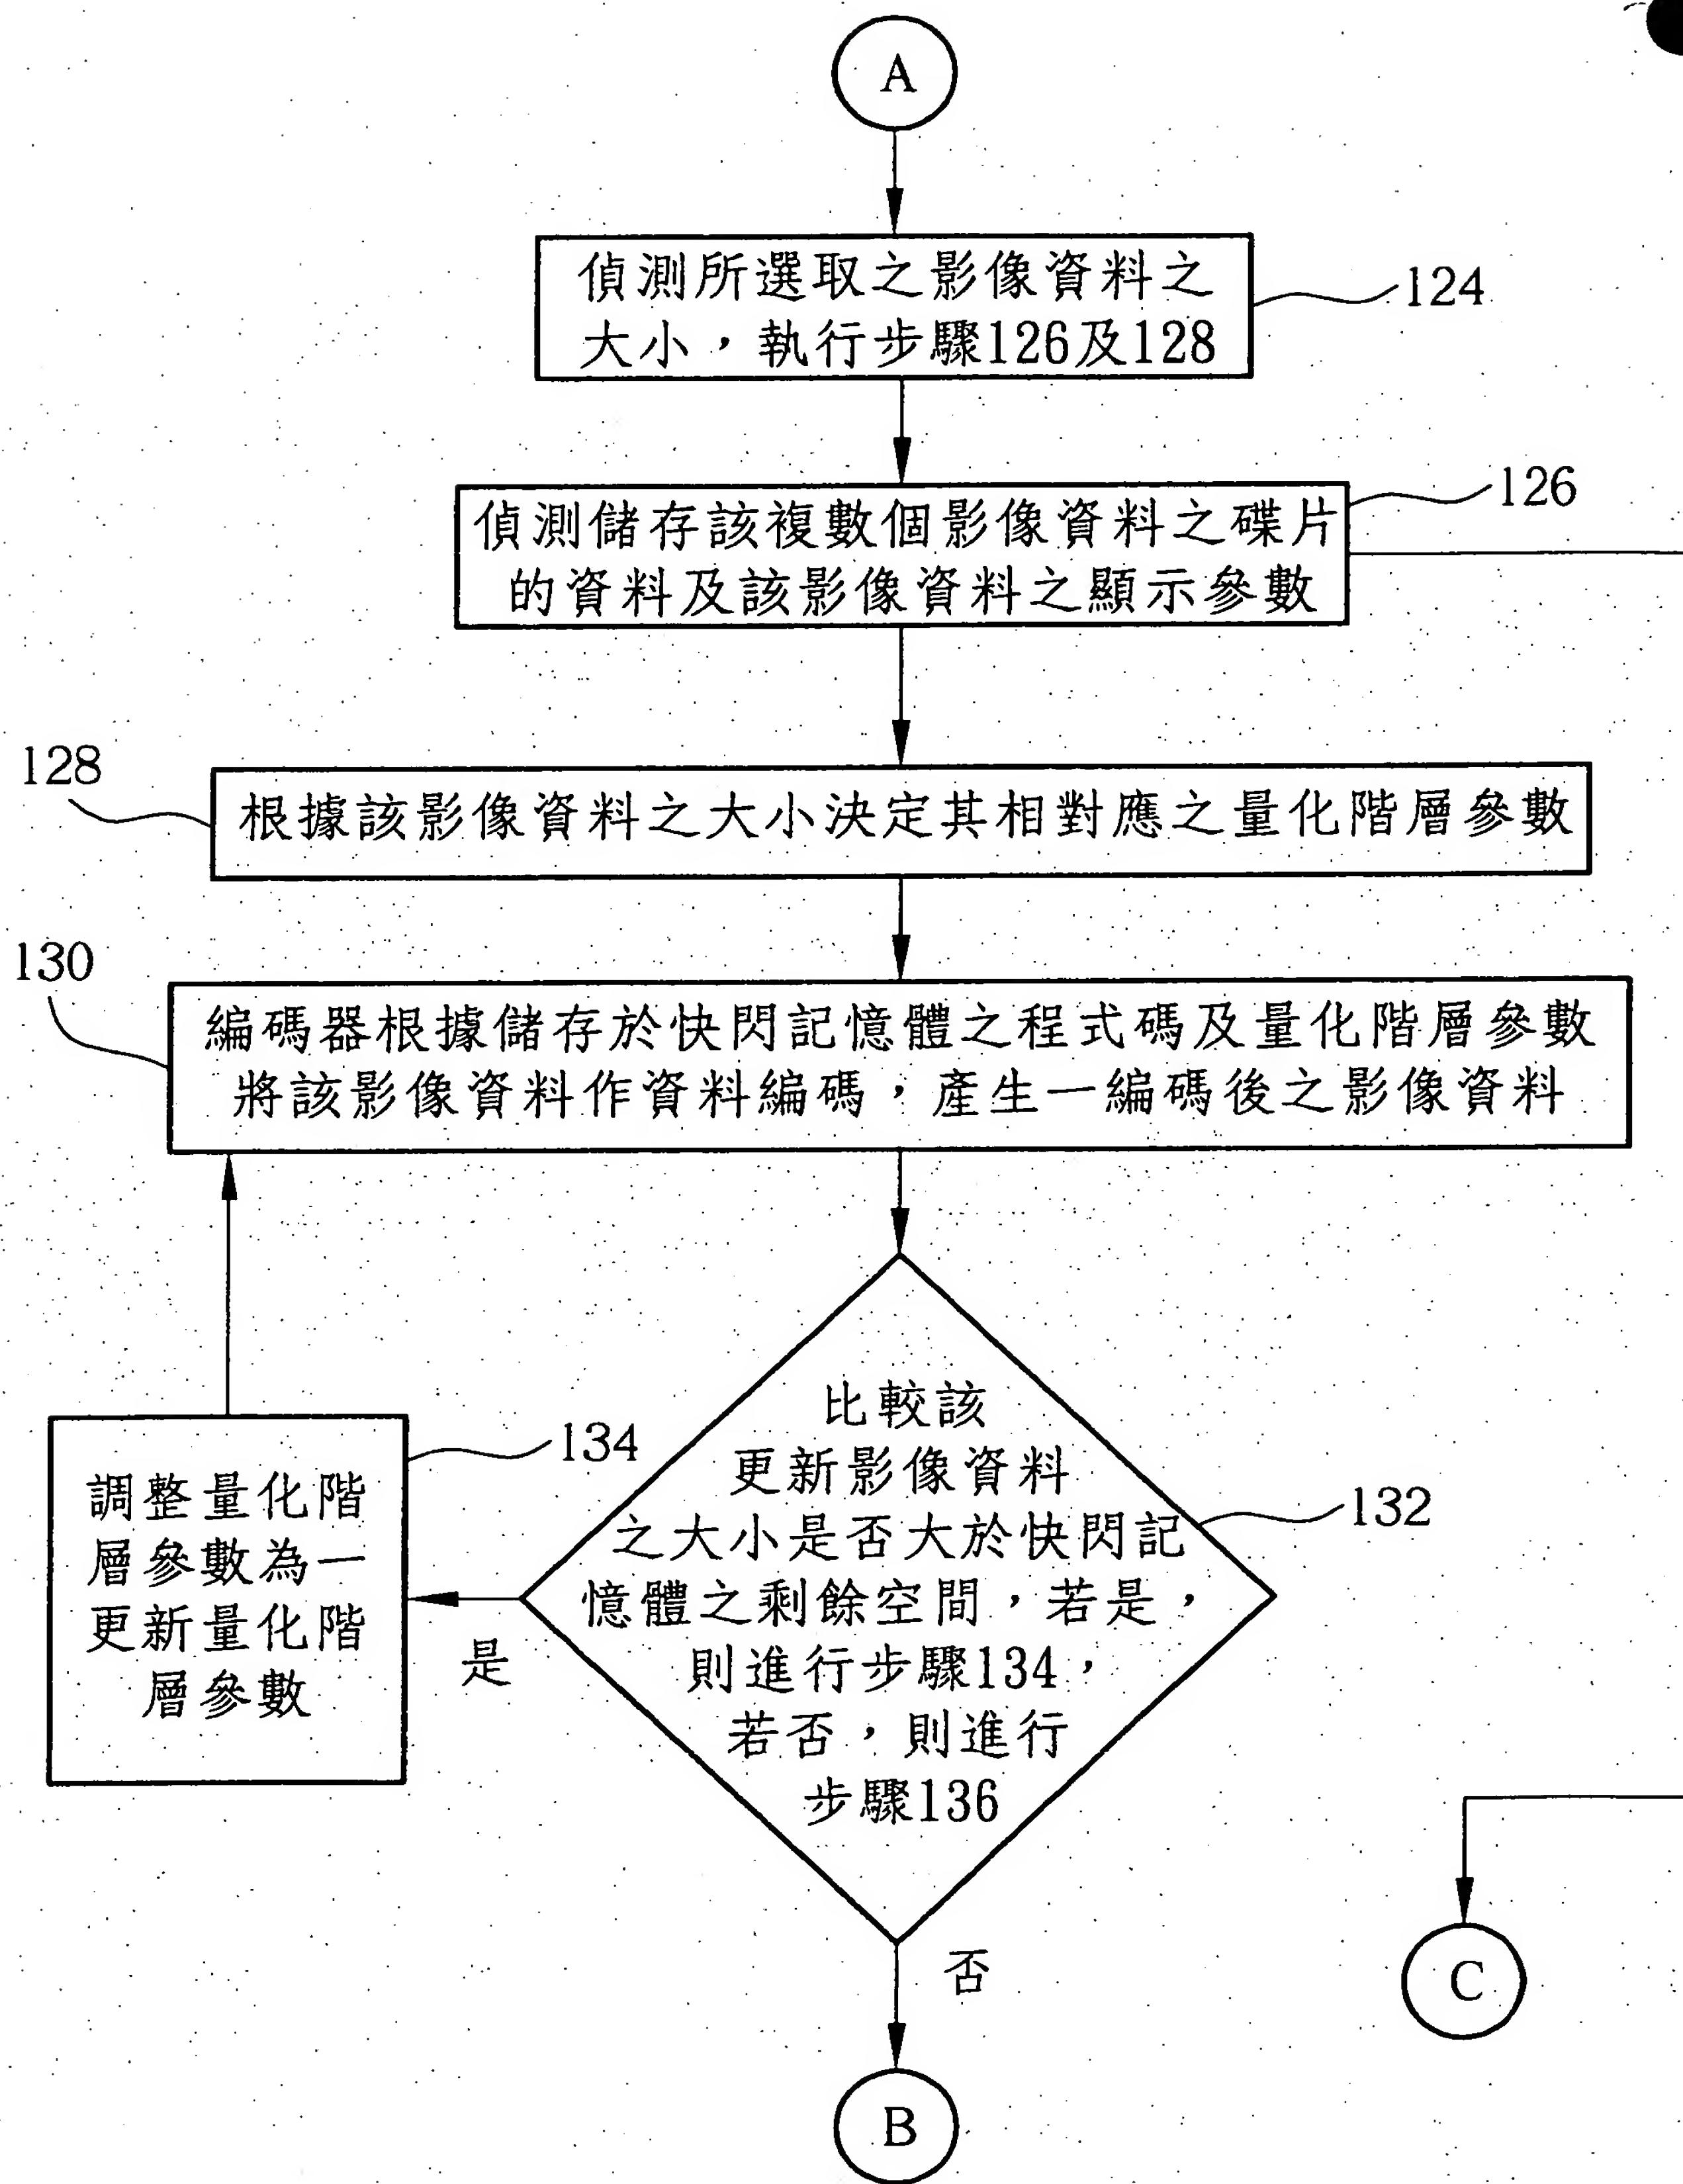 A
偵測所選取之影像資料之
大小，執行步驟126及128
124
偵測儲存該複數個影像資料之碟片
的資料及該影像資料之顯示參數
126
128
根據該影像資料之大小決定其相對應之量化階層參數
130
編碼器根據儲存於快閃記憶體之程式碼及量化階層參數
將該影像資料作資料編碼，產生一編碼後之影像資料
比較該
更新影像資料
之大小是否大於快閃記
憶體之剩餘空間，若是，
則進行步驟134，
若否，則進行
步驟136
132
134
調整量化階
層參數為一
更新量化階
層參數
是
否
C
B